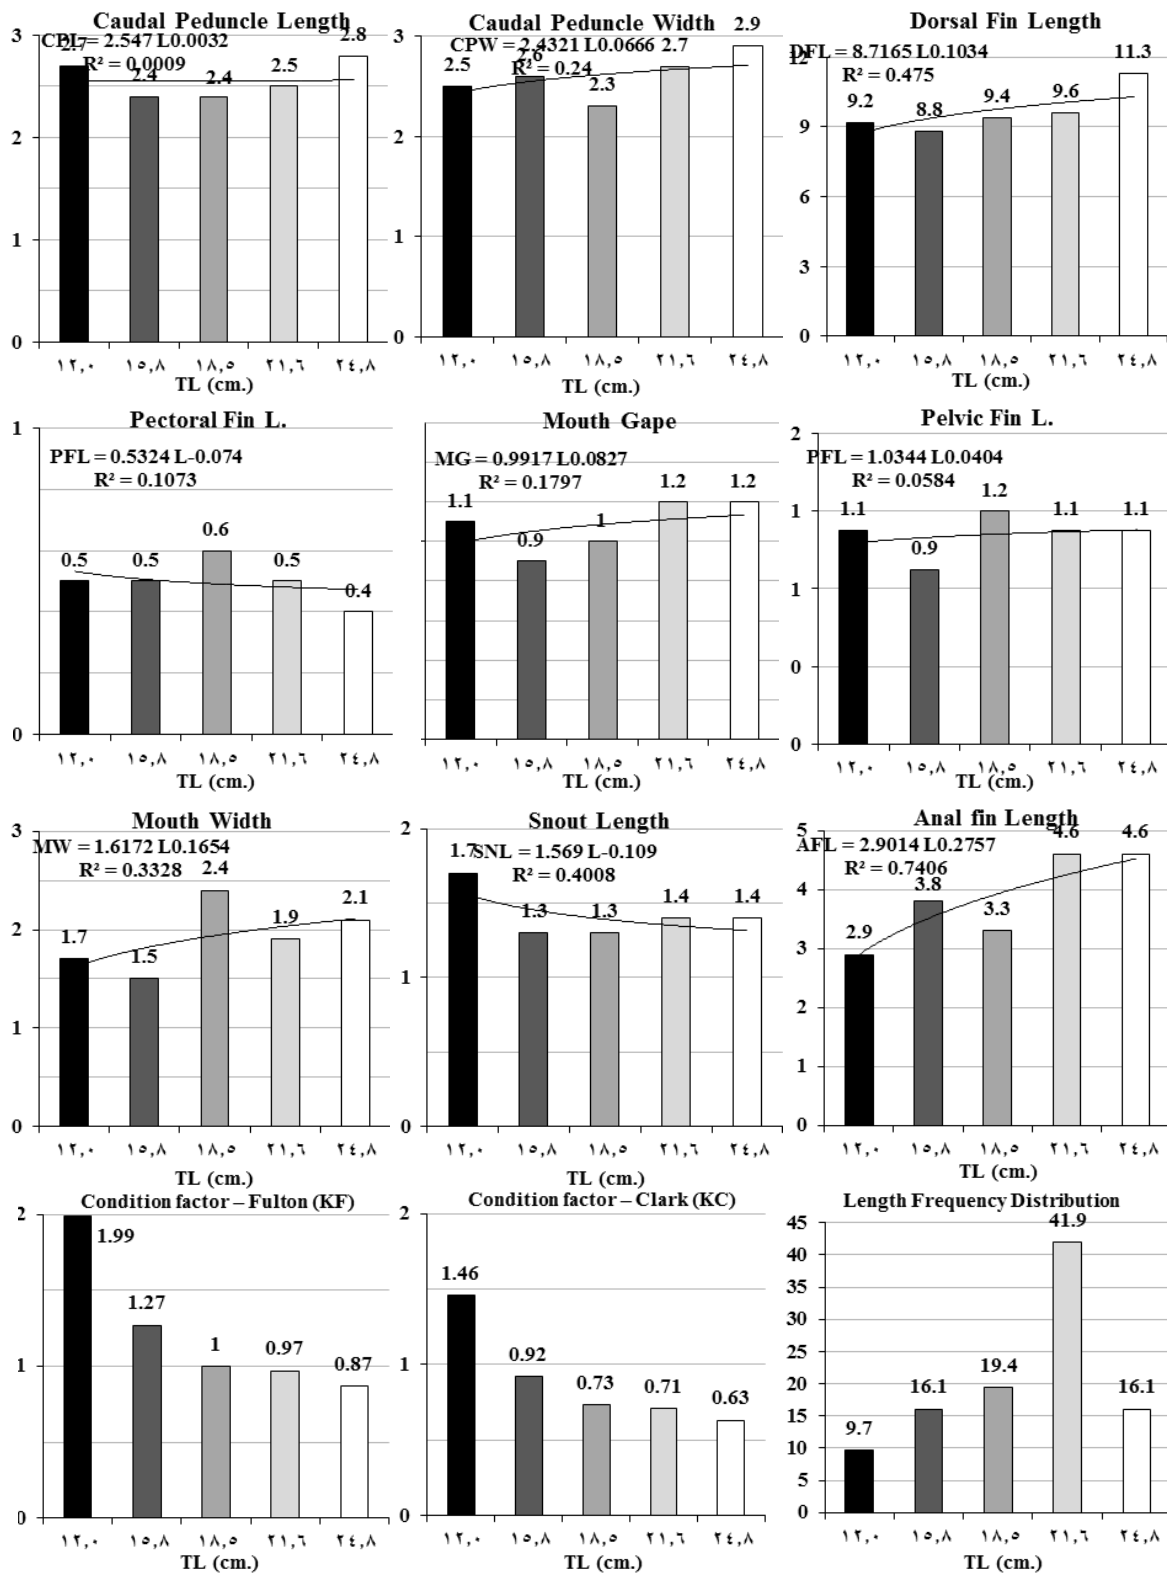 Caudal Peduncle Length
CPL = 2.547 L0.0032
R² = 0.0009
3
2
1
0
2.7
2.4
2.4
2.5
2.8
١٢,٠ ١٥,٨ ١٨,٥ ٢١,٦ ٢٤,٨
TL (cm.)
Caudal Peduncle Width
CPW = 2.4321 L0.0666
R² = 0.24
3
2
1
0
2.5
2.6
2.3
2.7
2.9
١٢,٠ ١٥,٨ ١٨,٥ ٢١,٦ ٢٤,٨
TL (cm.)
Dorsal Fin Length
DFL = 8.7165 L0.1034
R² = 0.475
12
9
6
3
0
9.2
8.8
9.4
9.6
11.3
١٢,٠ ١٥,٨ ١٨,٥ ٢١,٦ ٢٤,٨
TL (cm.)
Pectoral Fin L.
PFL = 0.5324 L-0.074
R² = 0.1073
1
0
0.5
0.5
0.6
0.5
0.4
١٢,٠ ١٥,٨ ١٨,٥ ٢١,٦ ٢٤,٨
TL (cm.)
Mouth Gape
MG = 0.9917 L0.0827
R² = 0.1797
1.1
0.9
1
1.2
1.2
١٢,٠ ١٥,٨ ١٨,٥ ٢١,٦ ٢٤,٨
TL (cm.)
Pelvic Fin L.
PFL = 1.0344 L0.0404
R² = 0.0584
2
1
1
0
0
1.1
0.9
1.2
1.1
1.1
١٢,٠ ١٥,٨ ١٨,٥ ٢١,٦ ٢٤,٨
TL (cm.)
Mouth Width
MW = 1.6172 L0.1654
R² = 0.3328
3
2
1
0
1.7
1.5
2.4
1.9
2.1
١٢,٠ ١٥,٨ ١٨,٥ ٢١,٦ ٢٤,٨
TL (cm.)
Snout Length
SNL = 1.569 L-0.109
R² = 0.4008
2
1
0
1.7
1.3
1.3
1.4
1.4
١٢,٠ ١٥,٨ ١٨,٥ ٢١,٦ ٢٤,٨
TL (cm.)
Anal fin Length
AFL = 2.9014 L0.2757
R² = 0.7406
5
4
3
2
1
0
2.9
3.8
3.3
4.6
4.6
١٢,٠ ١٥,٨ ١٨,٥ ٢١,٦ ٢٤,٨
TL (cm.)
Condition factor – Fulton (KF)
2
1
0
1.99
1.27
1
0.97
0.87
١٢,٠ ١٥,٨ ١٨,٥ ٢١,٦ ٢٤,٨
TL (cm.)
Condition factor – Clark (KC)
2
1
0
1.46
0.92
0.73
0.71
0.63
١٢,٠ ١٥,٨ ١٨,٥ ٢١,٦ ٢٤,٨
TL (cm.)
Length Frequency Distribution
45
40
35
30
25
20
15
10
5
0
9.7
16.1
19.4
41.9
16.1
١٢,٠ ١٥,٨ ١٨,٥ ٢١,٦ ٢٤,٨
TL (cm.)